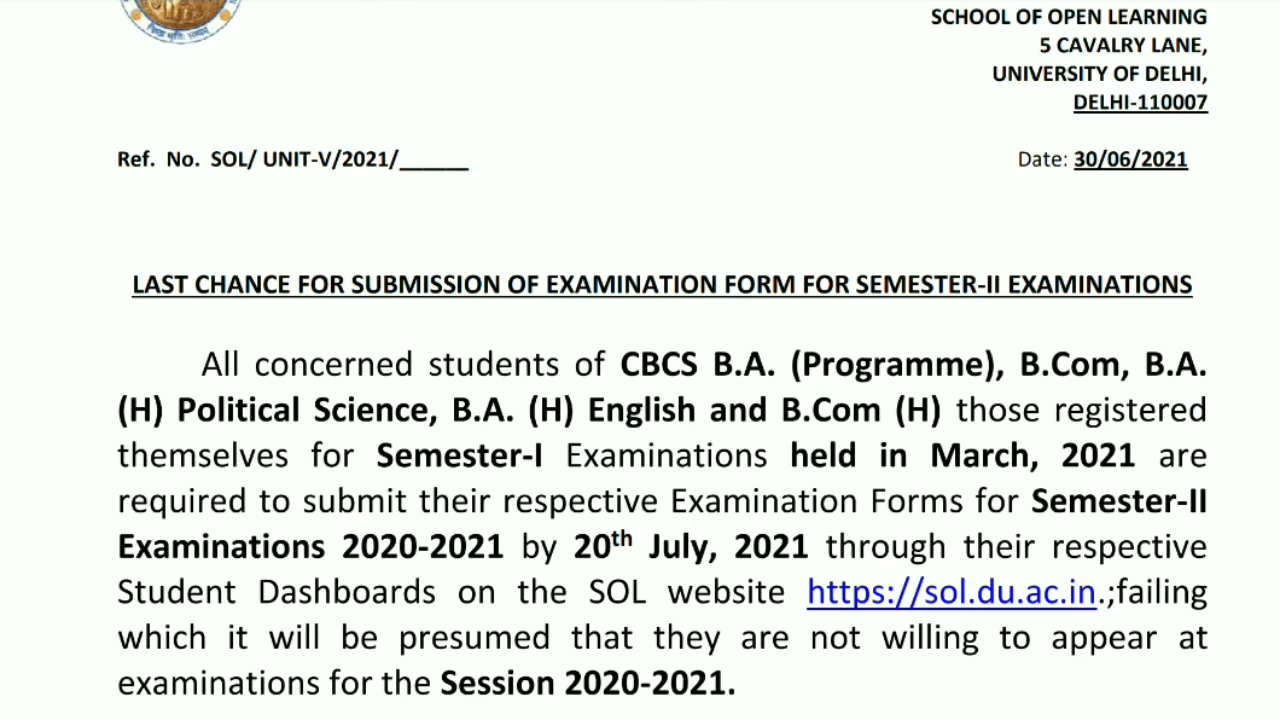 निष्ठा धृतिः सत्यम्
SCHOOL OF OPEN LEARNING
5 CAVALRY LANE,
UNIVERSITY OF DELHI,
DELHI-110007
Ref. No. SOL/ UNIT-V/2021/______
Date: 30/06/2021
LAST CHANCE FOR SUBMISSION OF EXAMINATION FORM FOR SEMESTER-II EXAMINATIONS
All concerned students of CBCS B.A. (Programme), B.Com, B.A.
(H) Political Science, B.A. (H) English and B.Com (H) those registered
themselves for Semester-I Examinations held in March, 2021 are
required to submit their respective Examination Forms for Semester-II
Examinations 2020-2021 by 20th July, 2021 through their respective
Student Dashboards on the SOL website https://sol.du.ac.in.;failing
which it will be presumed that they are not willing to appear at
examinations for the Session 2020-2021.